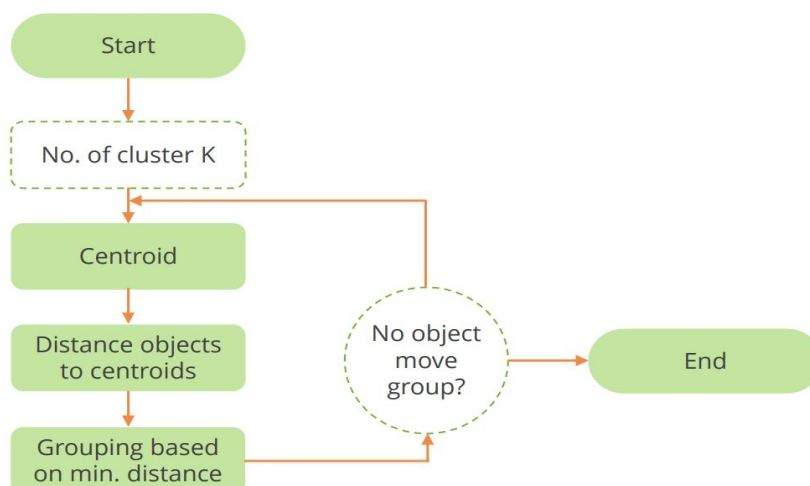 Start
No. of cluster K
Centroid
Distance objects
to centroids
Grouping based
on min. distance
No object
move
group?
End